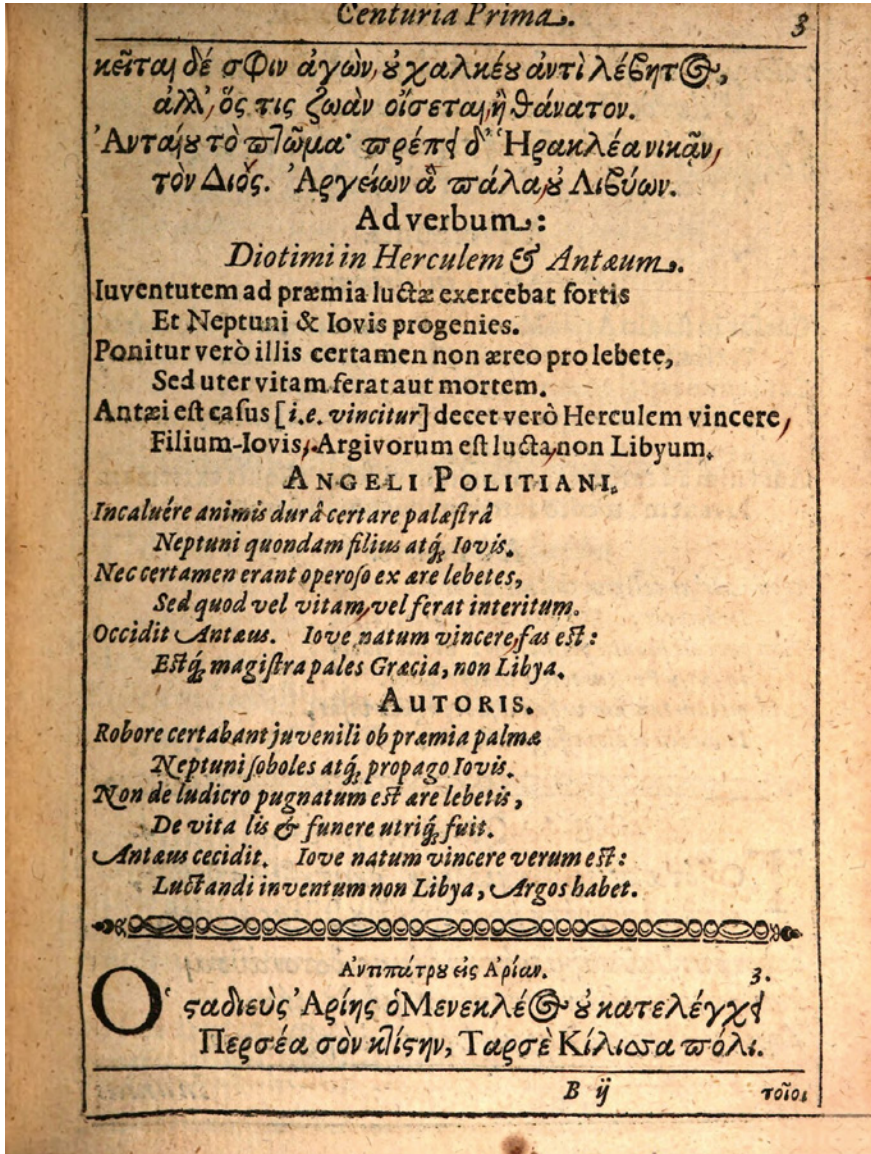 Centuria Prima. 3
κεῖται δέ σφιν ἀγὼν, ȣ χαλκέȣ ἀντὶ λέβητος,
ἀλλ', ὅς τις ζωὰν οἴσεται, ἢ θάνατον.
Ἀνταίȣ τὸ πτῶμα· πρέπει δ' Ἡρακλέα νικᾶν,
τὸν Διός. Ἀργείων ἁ πάλα, ȣ Λιβύων.
Ad verbum:
Diotimi in Herculem & Antæum.
Iuventutem ad præmia luctæ exercebat fortis
Et Neptuni & Iovis progenies.
Ponitur verò illis certamen non æreo pro lebete,
Sed uter vitam ferat aut mortem.
Antæi est casus [i.e. vincitur] decet verò Herculem vincere,
Filium-Iovis, Argivorum est lucta, non Libyum.
ANGELI POLITIANI.
Incaluére animis durâ certare palæstrâ
Neptuni quondam filius atq́; Iovis.
Nec certamen erant operoso ex ære lebetes,
Sed quod vel vitam, vel ferat interitum.
Occidit Antæus. Iove natum vincere, fas est:
Estq́; magistra pales Græcia, non Libya.
AUTORIS.
Robore certabant juvenili ob præmia palmæ
Neptuni soboles atq́; propago Iovis.
Non de ludicro pugnatum est ære lebetis,
De vita lis & funere utriq́; fuit.
Antæus cecidit. Iove natum vincere verum est:
Luctandi inventum non Libya, Argos habet.
Ἀντιπάτρȣ εἰς Ἀρίαν. 3.
Ὁ ϛαδιεὺς Ἀρίης ὁ Μενεκλέος ȣ κατελέγχει
Περσέα σὸν κτίϛην, Ταρσὲ Κίλισσα πόλι.
B ij τοῖοι